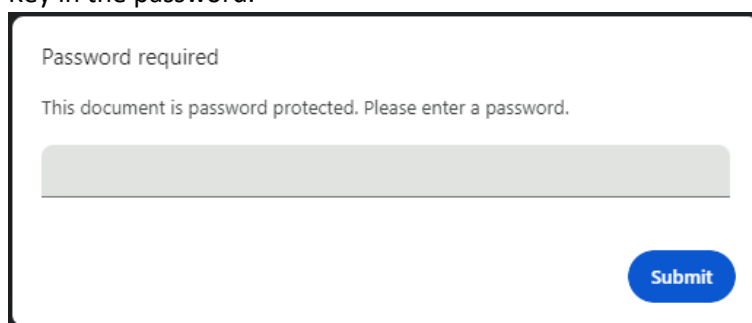 Key in the password.
Password required
This document is password protected. Please enter a password.
Submit